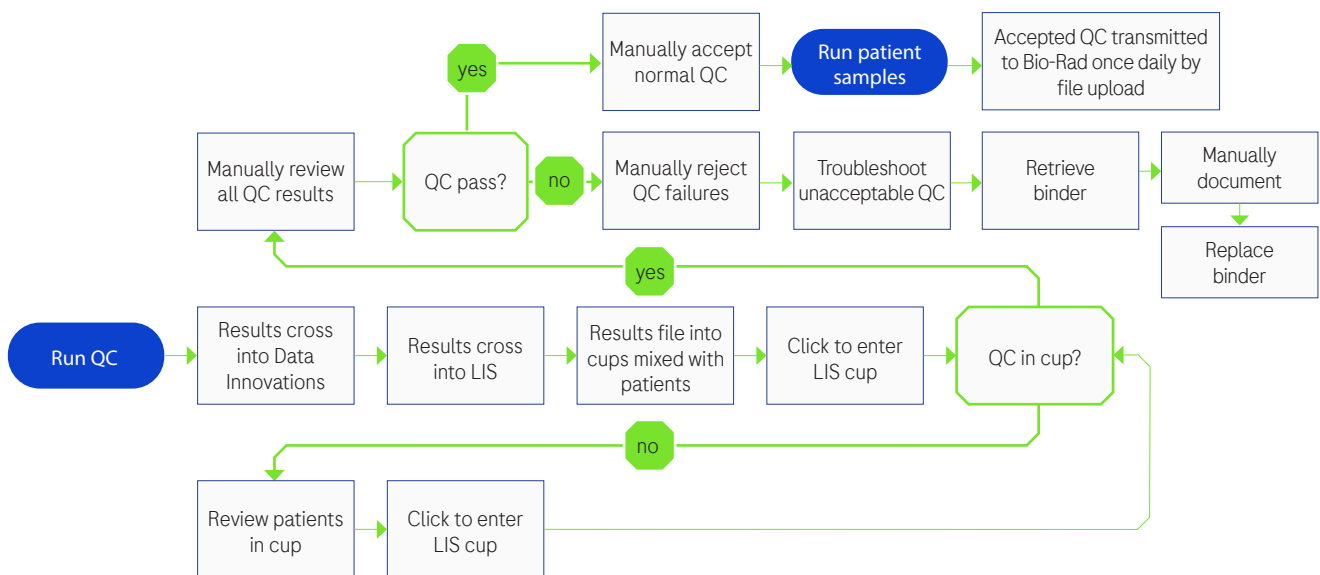 yes
Manually accept
normal QC
Run patient
samples
Accepted QC transmitted
to Bio-Rad once daily by
file upload
Manually review
all QC results
QC pass?
no
Manually reject
QC failures
Troubleshoot
unacceptable QC
Retrieve
binder
Manually
document
Replace
binder
yes
Run QC
Results cross
into Data
Innovations
Results cross
into LIS
Results file into
cups mixed with
patients
Click to enter
LIS cup
QC in cup?
no
Review patients
in cup
Click to enter
LIS cup